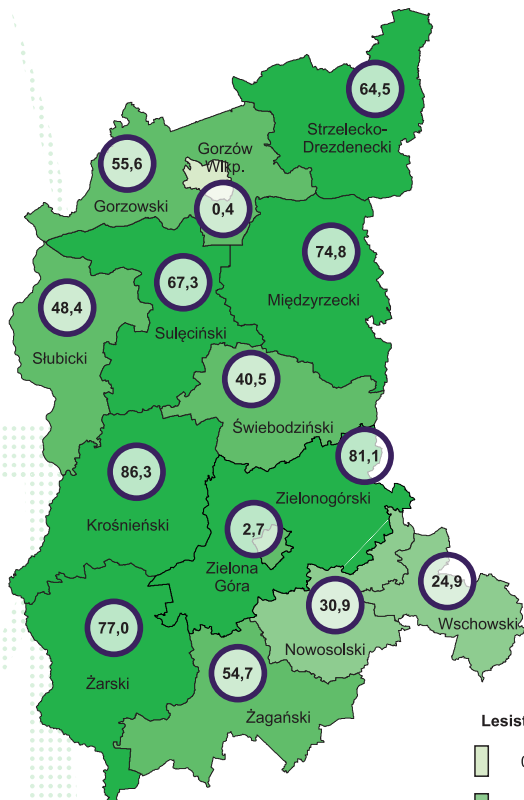 64,5
Strzelecko-
Drezdenecki
55,6
Gorzowski
Gorzów
Wlkp.
0,4
74,8
Międzyrzecki
67,3
Sulęciński
48,4
Słubicki
40,5
Świebodziński
81,1
Zielonogórski
86,3
Krośnieński
2,7
Zielona
Góra
24,9
Wschowski
30,9
Nowosolski
77,0
Żarski
54,7
Żagański